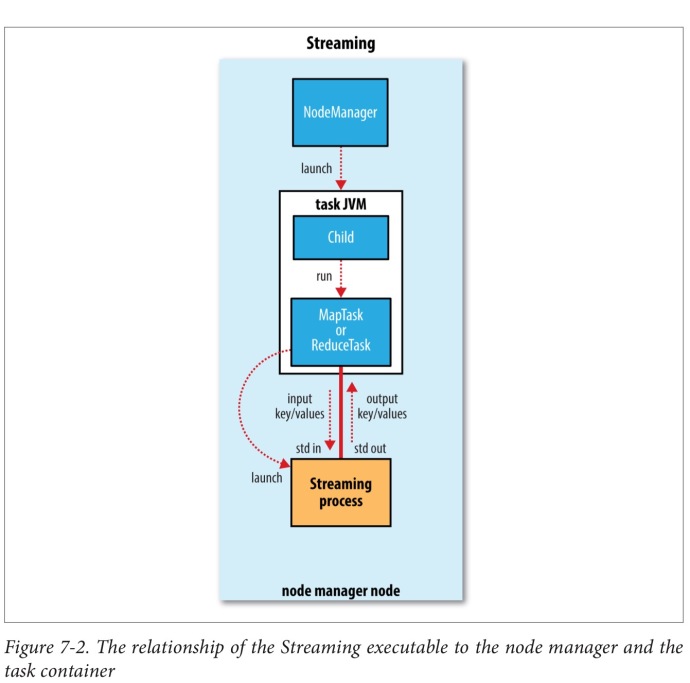 Streaming
NodeManager
launch
task JVM
Child
run
MapTask
or
ReduceTask
input
key/values
output
key/values
std in
std out
launch
Streaming
process
node manager node
Figure 7-2. The relationship of the Streaming executable to the node manager and the
task container